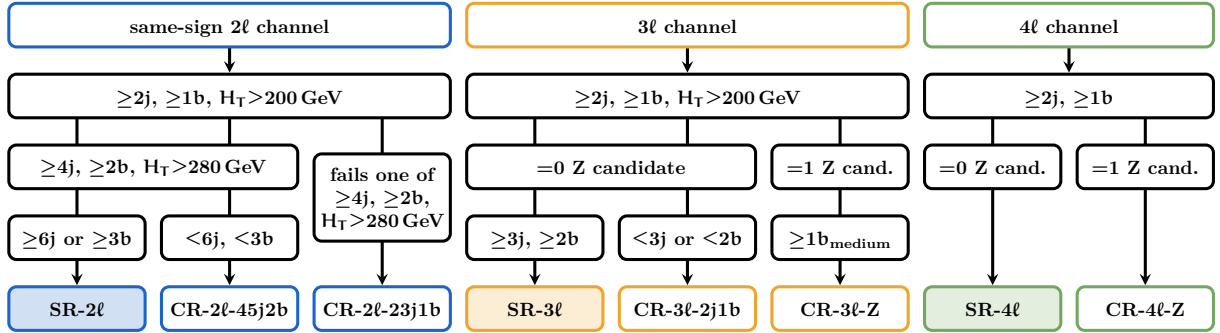 same-sign 2ℓ channel
3ℓ channel
4ℓ channel
≥2j, ≥1b, H_T>200 GeV
≥2j, ≥1b, H_T>200 GeV
≥2j, ≥1b
≥4j, ≥2b, H_T>280 GeV
fails one of
≥4j, ≥2b,
H_T>280 GeV
=0 Z candidate
=1 Z cand.
=0 Z cand.
=1 Z cand.
≥6j or ≥3b
<6j, <3b
≥3j, ≥2b
<3j or <2b
≥1b_medium
SR-2ℓ
CR-2ℓ-45j2b
CR-2ℓ-23j1b
SR-3ℓ
CR-3ℓ-2j1b
CR-3ℓ-Z
SR-4ℓ
CR-4ℓ-Z